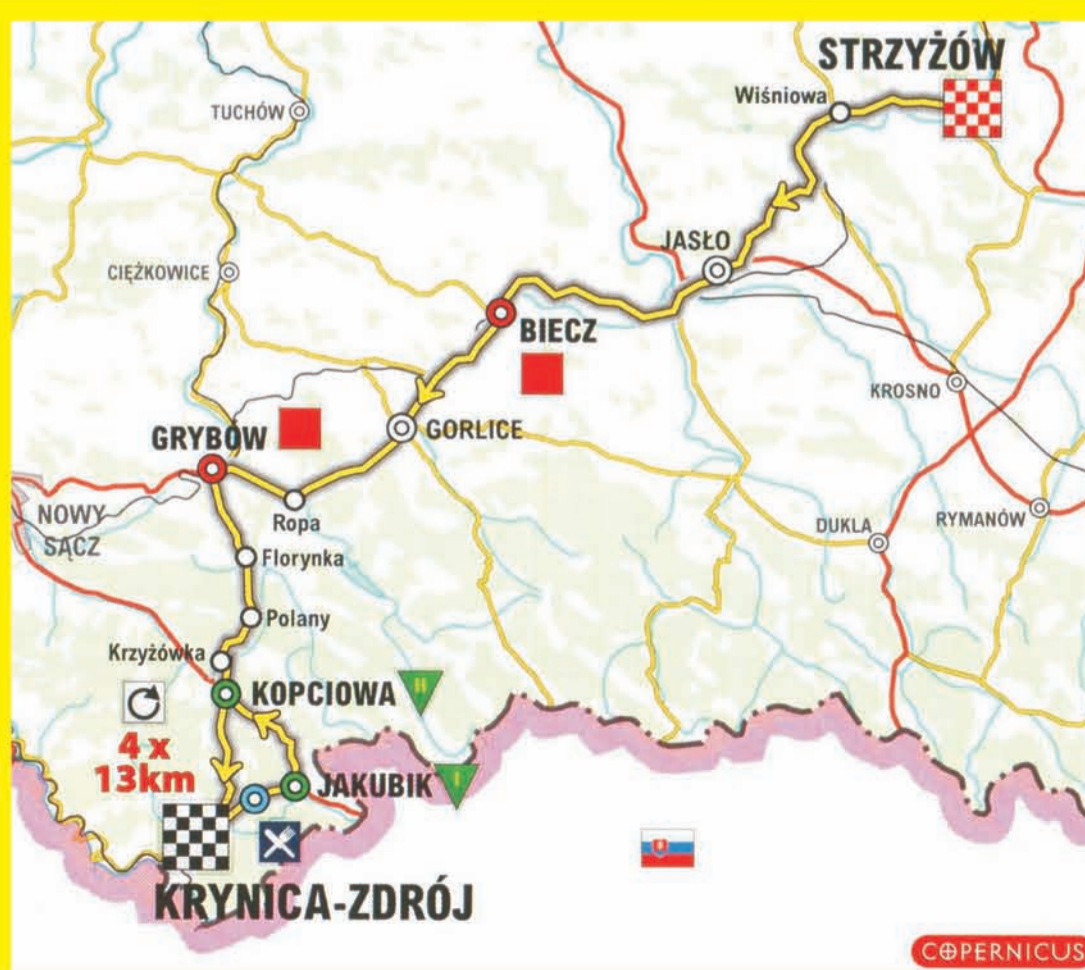 STRZYŻÓW
Wiśniowa
TUCHÓW
JASŁO
CIĘŻKOWICE
BIECZ
KROSNO
GORLICE
GRYBÓW
Ropa
NOWY
SĄCZ
DUKLA
RYMANÓW
Florynka
Polany
Krzyżówka
KOPCIOWA
II
4 x
13km
JAKUBIK
I
KRYNICA-ZDRÓJ
COPERNICUS